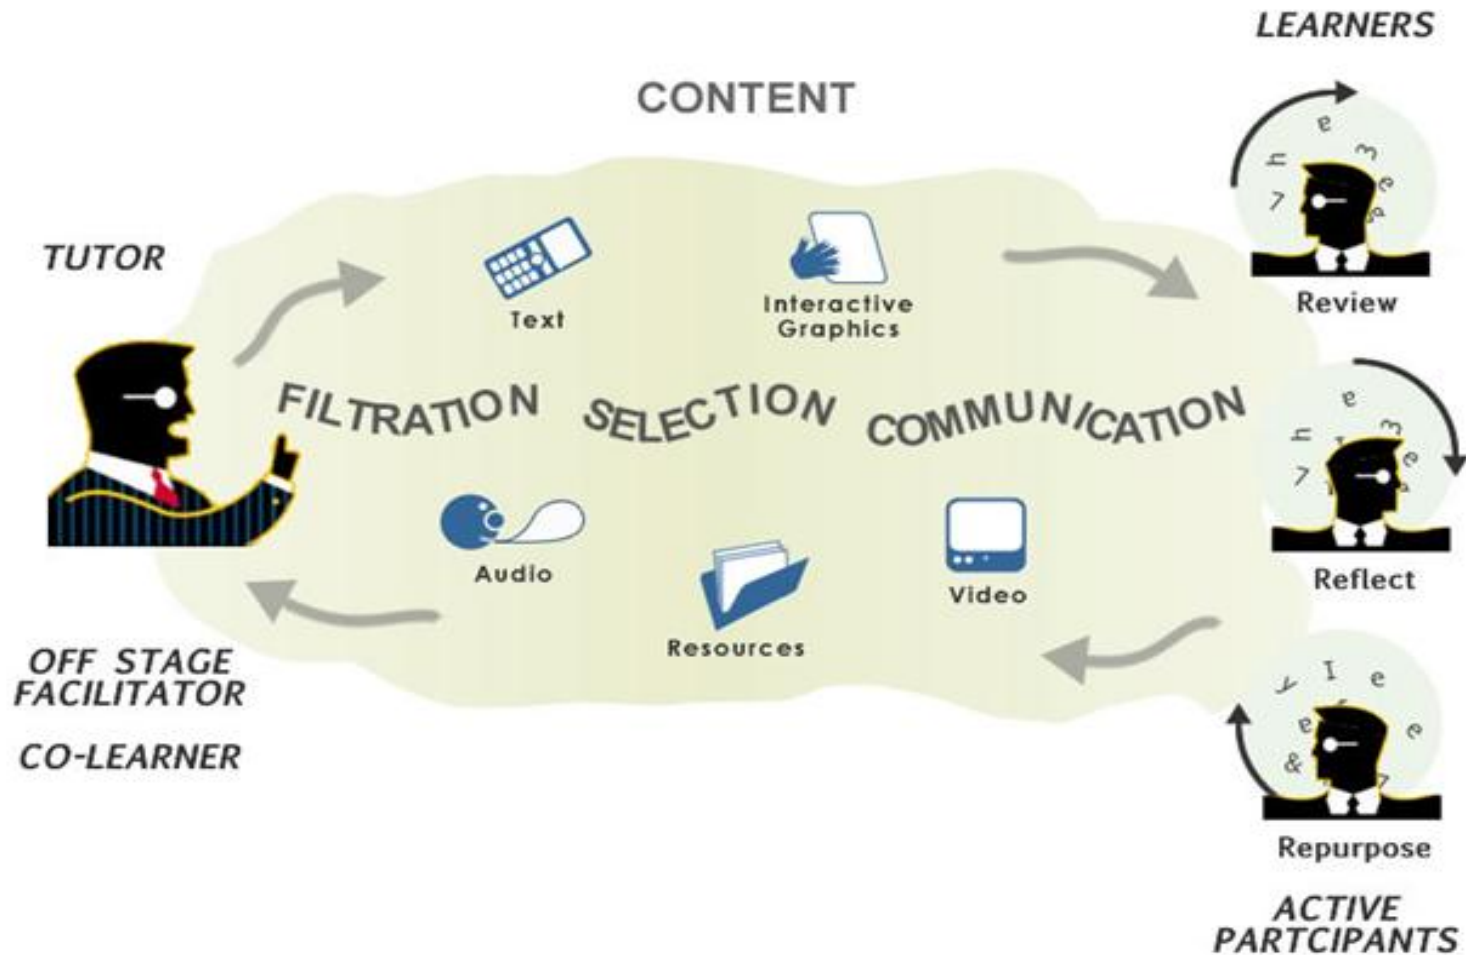 LEARNERS
CONTENT
TUTOR
Text
Interactive
Graphics
Review
FILTRATION SELECTION COMMUNICATION
Audio
Resources
Video
Reflect
OFF STAGE
FACILITATOR
CO-LEARNER
Repurpose
ACTIVE
PARTCIPANTS